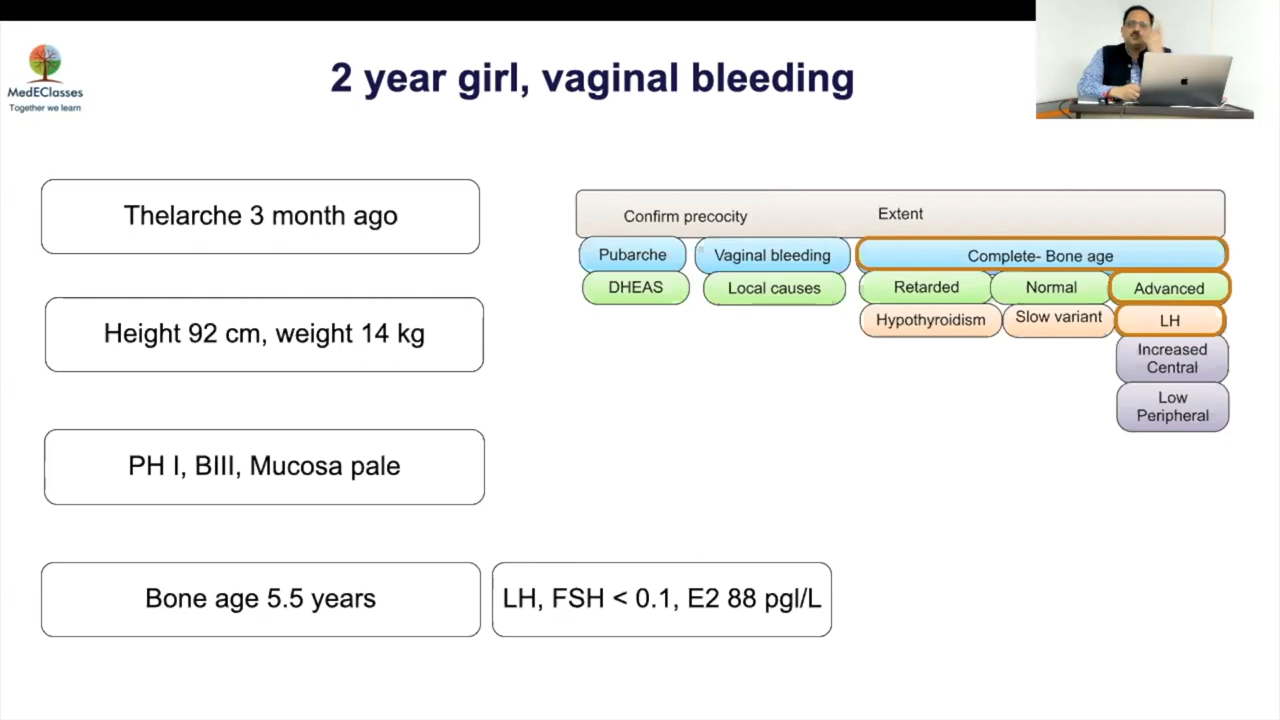 MedEClasses
Together we learn
2 year girl, vaginal bleeding
Thelarche 3 month ago
Height 92 cm, weight 14 kg
PH I, BIII, Mucosa pale
Bone age 5.5 years
LH, FSH < 0.1, E2 88 pgl/L
Confirm precocity
Extent
Pubarche
Vaginal bleeding
Complete- Bone age
DHEAS
Local causes
Retarded
Normal
Advanced
Hypothyroidism
Slow variant
LH
Increased
Central
Low
Peripheral